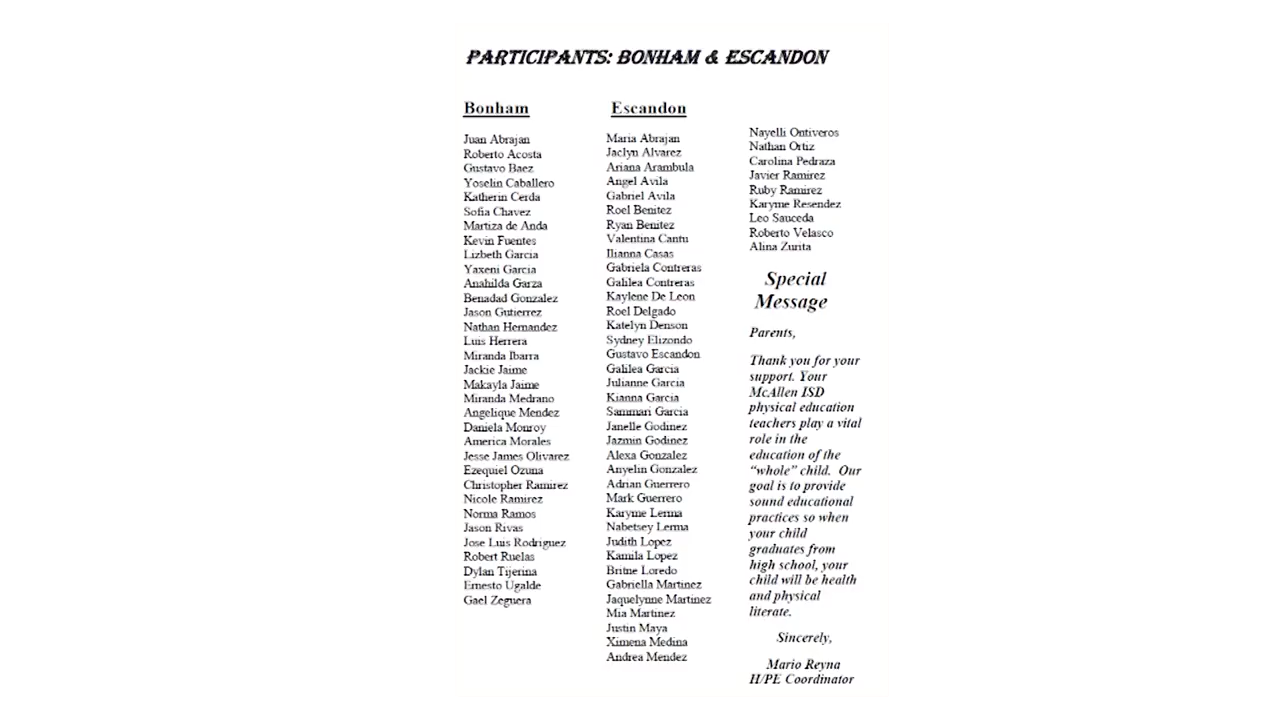 PARTICIPANTS: BONHAM & ESCANDON
Bonham
Juan Abrajan
Roberto Acosta
Gustavo Baez
Yoselin Caballero
Katherin Cerda
Sofia Chavez
Martiza de Anda
Kevin Fuentes
Lizbeth Garcia
Yaxeni Garcia
Anahilda Garza
Benadad Gonzalez
Jason Gutierrez
Nathan Hernandez
Luis Herrera
Miranda Ibarra
Jackie Jaime
Makayla Jaime
Miranda Medrano
Angelique Mendez
Daniela Monroy
America Morales
Jesse James Olivarez
Ezequiel Ozuna
Christopher Ramirez
Nicole Ramirez
Norma Ramos
Jason Rivas
Jose Luis Rodriguez
Robert Ruelas
Dylan Tijerina
Ernesto Ugalde
Gael Zeguera
Escandon
Maria Abrajan
Jaclyn Alvarez
Ariana Arambula
Angel Avila
Gabriel Avila
Roel Benitez
Ryan Benitez
Valentina Cantu
Ilianna Casas
Gabriela Contreras
Galilea Contreras
Kaylene De Leon
Roel Delgado
Katelyn Denson
Sydney Elizondo
Gustavo Escandon
Galilea Garcia
Julianne Garcia
Kianna Garcia
Sammari Garcia
Janelle Godinez
Jazmin Godinez
Alexa Gonzalez
Anyelin Gonzalez
Adrian Guerrero
Mark Guerrero
Karyme Lerma
Nabetsey Lerma
Judith Lopez
Kamila Lopez
Britne Loredo
Gabriella Martinez
Jaquelynne Martinez
Mia Martinez
Justin Maya
Ximena Medina
Andrea Mendez
Nayelli Ontiveros
Nathan Ortiz
Carolina Pedraza
Javier Ramirez
Ruby Ramirez
Karyme Resendez
Leo Sauceda
Roberto Velasco
Alina Zurita
Special
Message
Parents,
Thank you for your
support. Your
McAllen ISD
physical education
teachers play a vital
role in the
education of the
“whole” child. Our
goal is to provide
sound educational
practices so when
your child
graduates from
high school, your
child will be health
and physical
literate.
Sincerely,
Mario Reyna
H/PE Coordinator